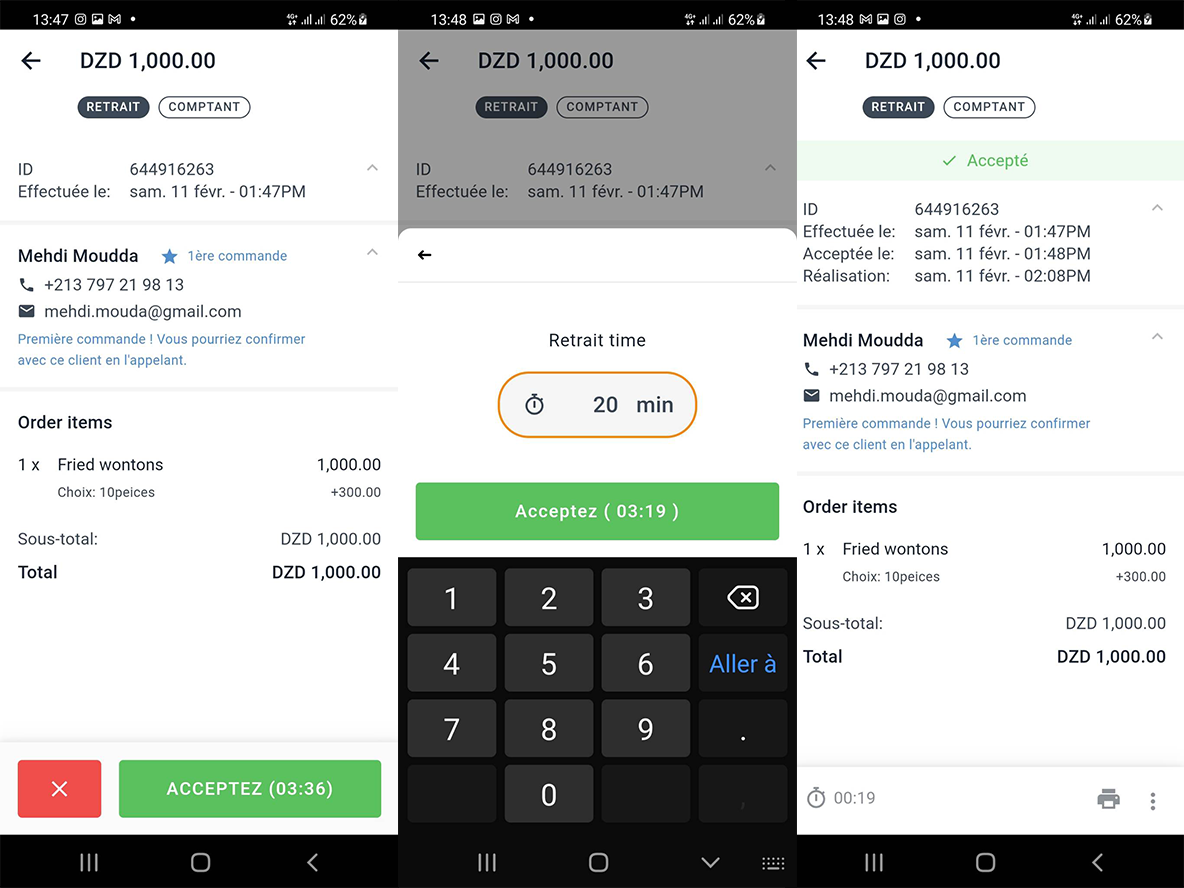 13:47
4G+ 62%
DZD 1,000.00
RETRAIT COMPTANT
ID 644916263
Effectuée le: sam. 11 févr. - 01:47PM
Mehdi Moudda 1ère commande
+213 797 21 98 13
mehdi.mouda@gmail.com
Première commande ! Vous pourriez confirmer
avec ce client en l'appelant.
Order items
1 x Fried wontons 1,000.00
Choix: 10peices +300.00
Sous-total: DZD 1,000.00
Total DZD 1,000.00
ACCEPTEZ (03:36)
13:48
4G+ 62%
DZD 1,000.00
RETRAIT COMPTANT
ID 644916263
Effectuée le: sam. 11 févr. - 01:47PM
Retrait time
20 min
Acceptez ( 03:19 )
1 2 3
4 5 6 Aller à
7 8 9 .
0 ,
13:48
4G+ 62%
DZD 1,000.00
RETRAIT COMPTANT
Accepté
ID 644916263
Effectuée le: sam. 11 févr. - 01:47PM
Acceptée le: sam. 11 févr. - 01:48PM
Réalisation: sam. 11 févr. - 02:08PM
Mehdi Moudda 1ère commande
+213 797 21 98 13
mehdi.mouda@gmail.com
Première commande ! Vous pourriez confirmer
avec ce client en l'appelant.
Order items
1 x Fried wontons 1,000.00
Choix: 10peices +300.00
Sous-total: DZD 1,000.00
Total DZD 1,000.00
00:19